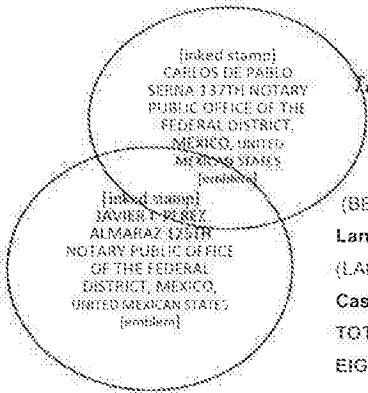 [inked stamp]
CARLOS DE PABLO
SERNA 137TH NOTARY
PUBLIC OFFICE OF THE
FEDERAL DISTRICT,
MEXICO, UNITED
MEXICAN STATES
[emblem]
[inked stamp]
JAVIER I. PEREZ
ALMARAZ 125TH
NOTARY PUBLIC OFFICE
OF THE FEDERAL
DISTRICT, MEXICO,
UNITED MEXICAN STATES
[emblem]
(BE
Lan
(LAI
Cas
TOT
EIG